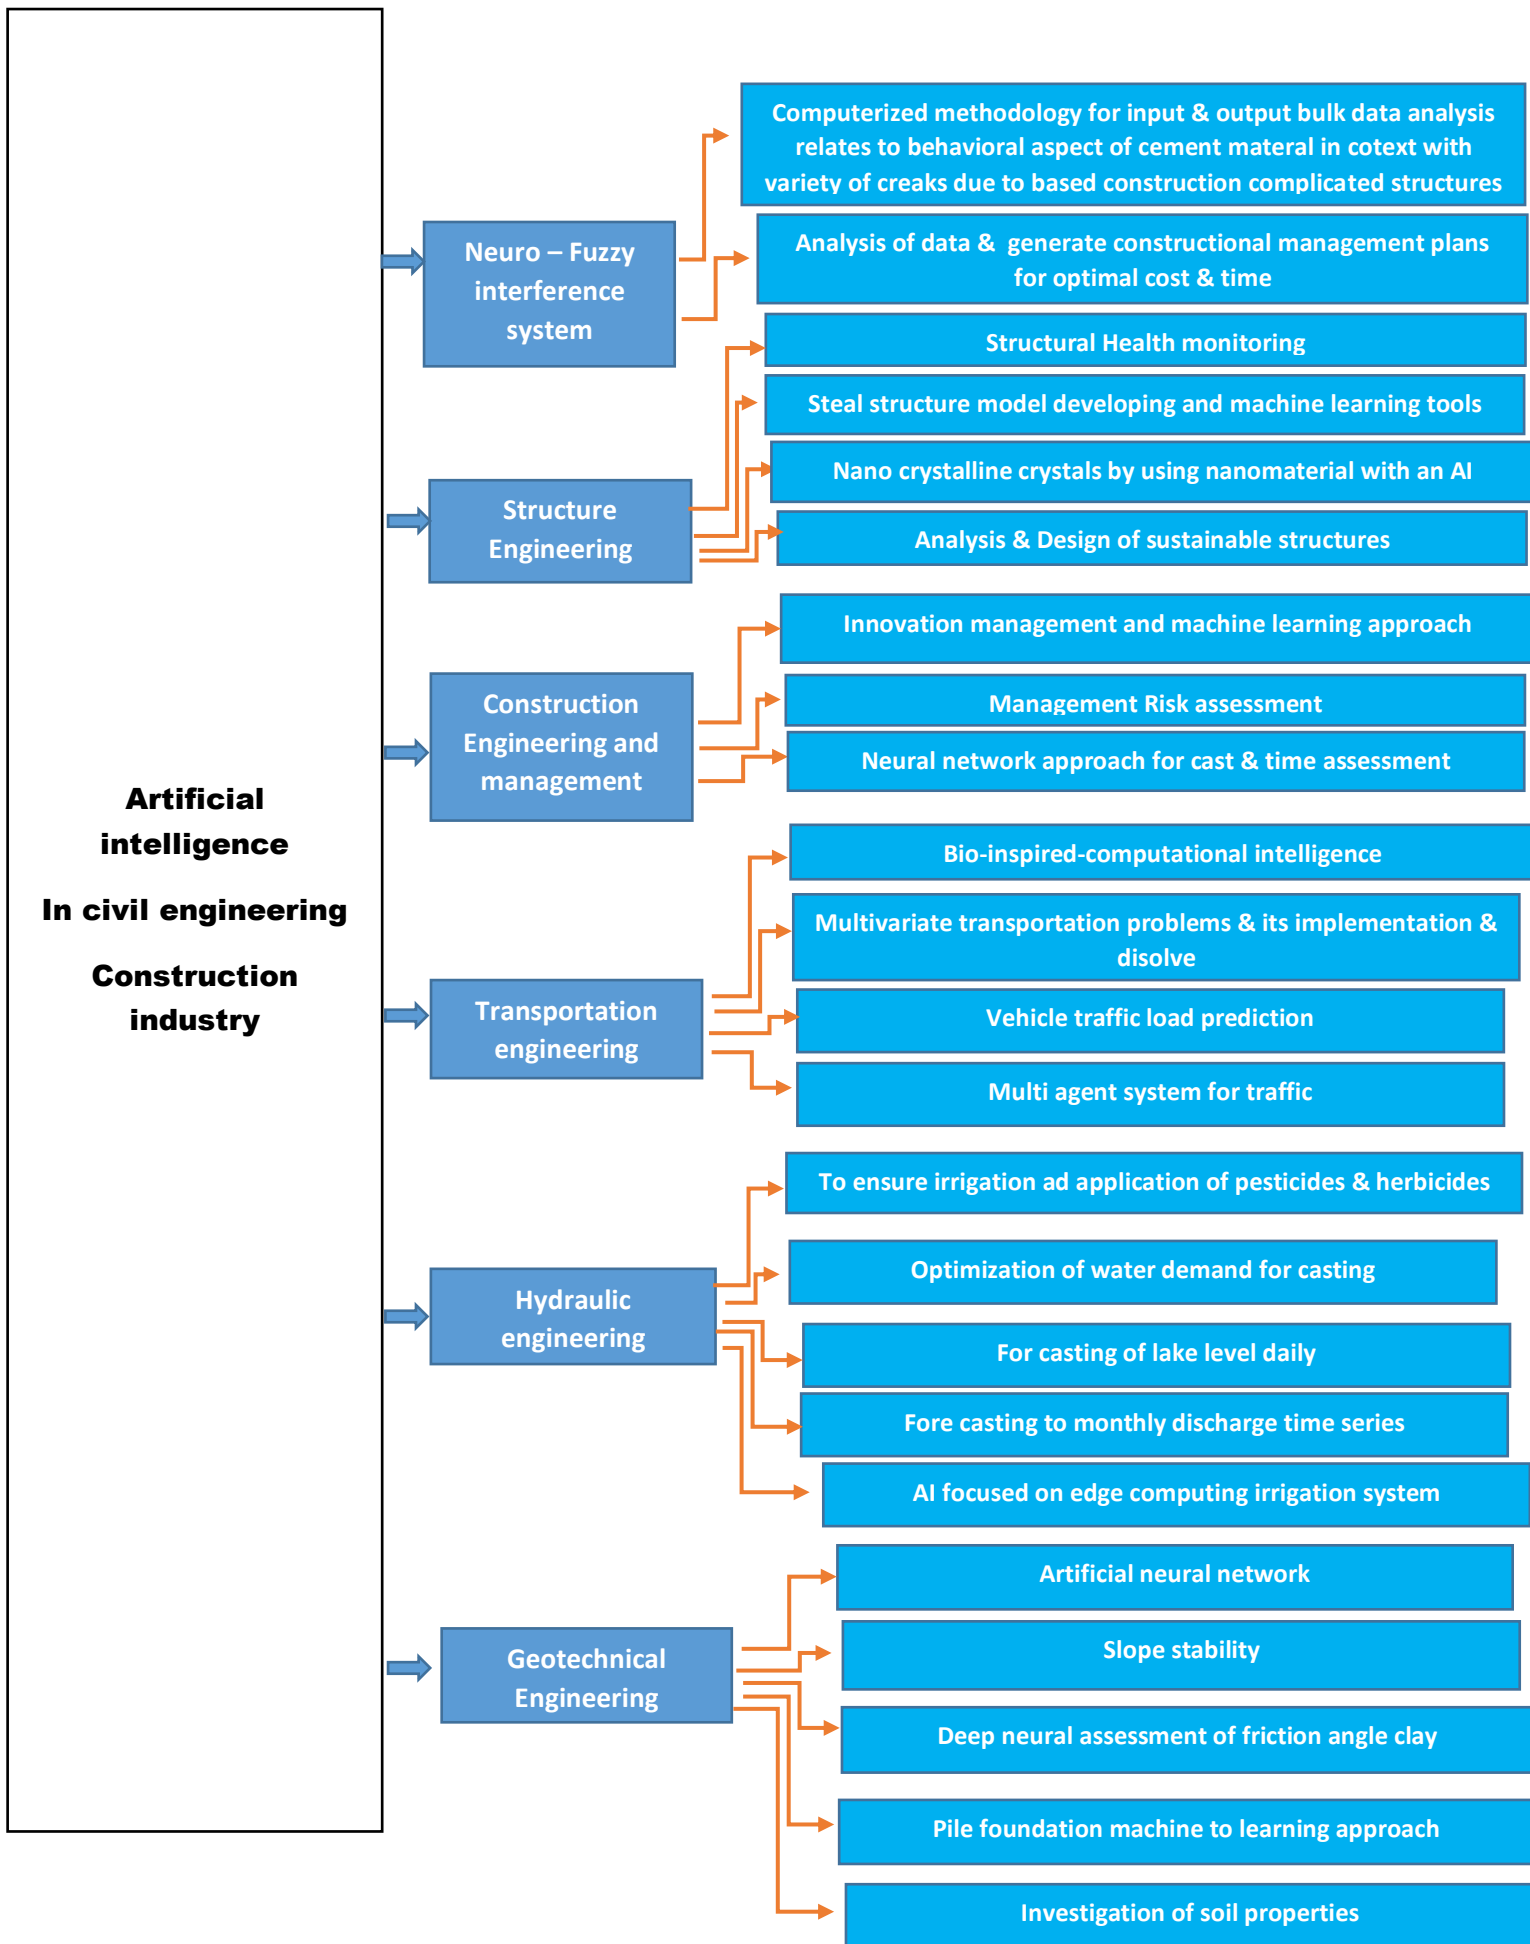 Artificial
intelligence
In civil engineering
Construction
industry
Neuro – Fuzzy
interference
system
Computerized methodology for input & output bulk data analysis
relates to behavioral aspect of cement materal in cotext with
variety of creaks due to based construction complicated structures
Analysis of data & generate constructional management plans
for optimal cost & time
Structure
Engineering
Structural Health monitoring
Steal structure model developing and machine learning tools
Nano crystalline crystals by using nanomaterial with an AI
Analysis & Design of sustainable structures
Construction
Engineering and
management
Innovation management and machine learning approach
Management Risk assessment
Neural network approach for cast & time assessment
Transportation
engineering
Bio-inspired-computational intelligence
Multivariate transportation problems & its implementation &
disolve
Vehicle traffic load prediction
Multi agent system for traffic
Hydraulic
engineering
To ensure irrigation ad application of pesticides & herbicides
Optimization of water demand for casting
For casting of lake level daily
Fore casting to monthly discharge time series
AI focused on edge computing irrigation system
Geotechnical
Engineering
Artificial neural network
Slope stability
Deep neural assessment of friction angle clay
Pile foundation machine to learning approach
Investigation of soil properties